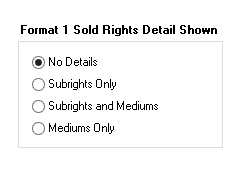 Format 1 Sold Rights Detail Shown
No Details
Subrights Only
Subrights and Mediums
Mediums Only